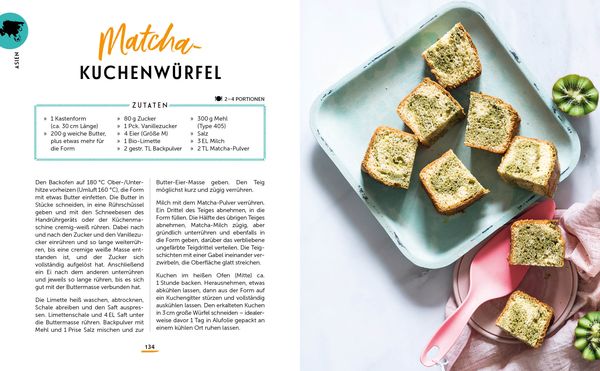 ASIEN
Matcha-
KUCHENWÜRFEL
2–4 PORTIONEN
ZUTATEN
» 1 Kastenform
(ca. 30 cm Länge)
» 200 g weiche Butter,
plus etwas mehr für
die Form
» 80 g Zucker
» 1 Pck. Vanillezucker
» 4 Eier (Größe M)
» 1 Bio-Limette
» 2 gestr. TL Backpulver
» 300 g Mehl
(Type 405)
» Salz
» 3 EL Milch
» 2 TL Matcha-Pulver
Den Backofen auf 180 °C Ober-/Unter-
hitze vorheizen (Umluft 160 °C), die Form
mit etwas Butter einfetten. Die Butter in
Stücke schneiden, in eine Rührschüssel
geben und mit den Schneebesen des
Handrührgeräts oder der Küchenma-
schine cremig-weiß rühren. Dabei nach
und nach den Zucker und den Vanillezu-
cker einrühren und so lange weiterrüh-
ren, bis eine cremige weiße Masse ent-
standen ist, und der Zucker sich
vollständig aufgelöst hat. Anschließend
ein Ei nach dem anderen unterrühren
und jeweils so lange rühren, bis es sich
gut mit der Buttermasse verbunden hat.
Die Limette heiß waschen, abtrocknen,
Schale abreiben und den Saft auspres-
sen. Limettenschale und 4 EL Saft unter
die Buttermasse rühren. Backpulver mit
Mehl und 1 Prise Salz mischen und zur
Butter-Eier-Masse geben. Den Teig
möglichst kurz und zügig verrühren.
Milch mit dem Matcha-Pulver verrühren.
Ein Drittel des Teiges abnehmen, in die
Form füllen. Die Hälfte des übrigen Teiges
abnehmen, Matcha-Milch zügig, aber
gründlich unterrühren und ebenfalls in
die Form geben, darüber das verbliebene
ungefärbte Teigdrittel verteilen. Die Teig-
schichten mit einer Gabel ineinander ver-
wirbeln, die Oberfläche glatt streichen.
Kuchen im heißen Ofen (Mitte) ca.
1 Stunde backen. Herausnehmen, etwas
abkühlen lassen, dann aus der Form auf
ein Kuchengitter stürzen und vollständig
auskühlen lassen. Den erkalteten Kuchen
in 3 cm große Würfel schneiden – idealer-
weise davor 1 Tag in Alufolie gepackt an
einem kühlen Ort ruhen lassen.
134